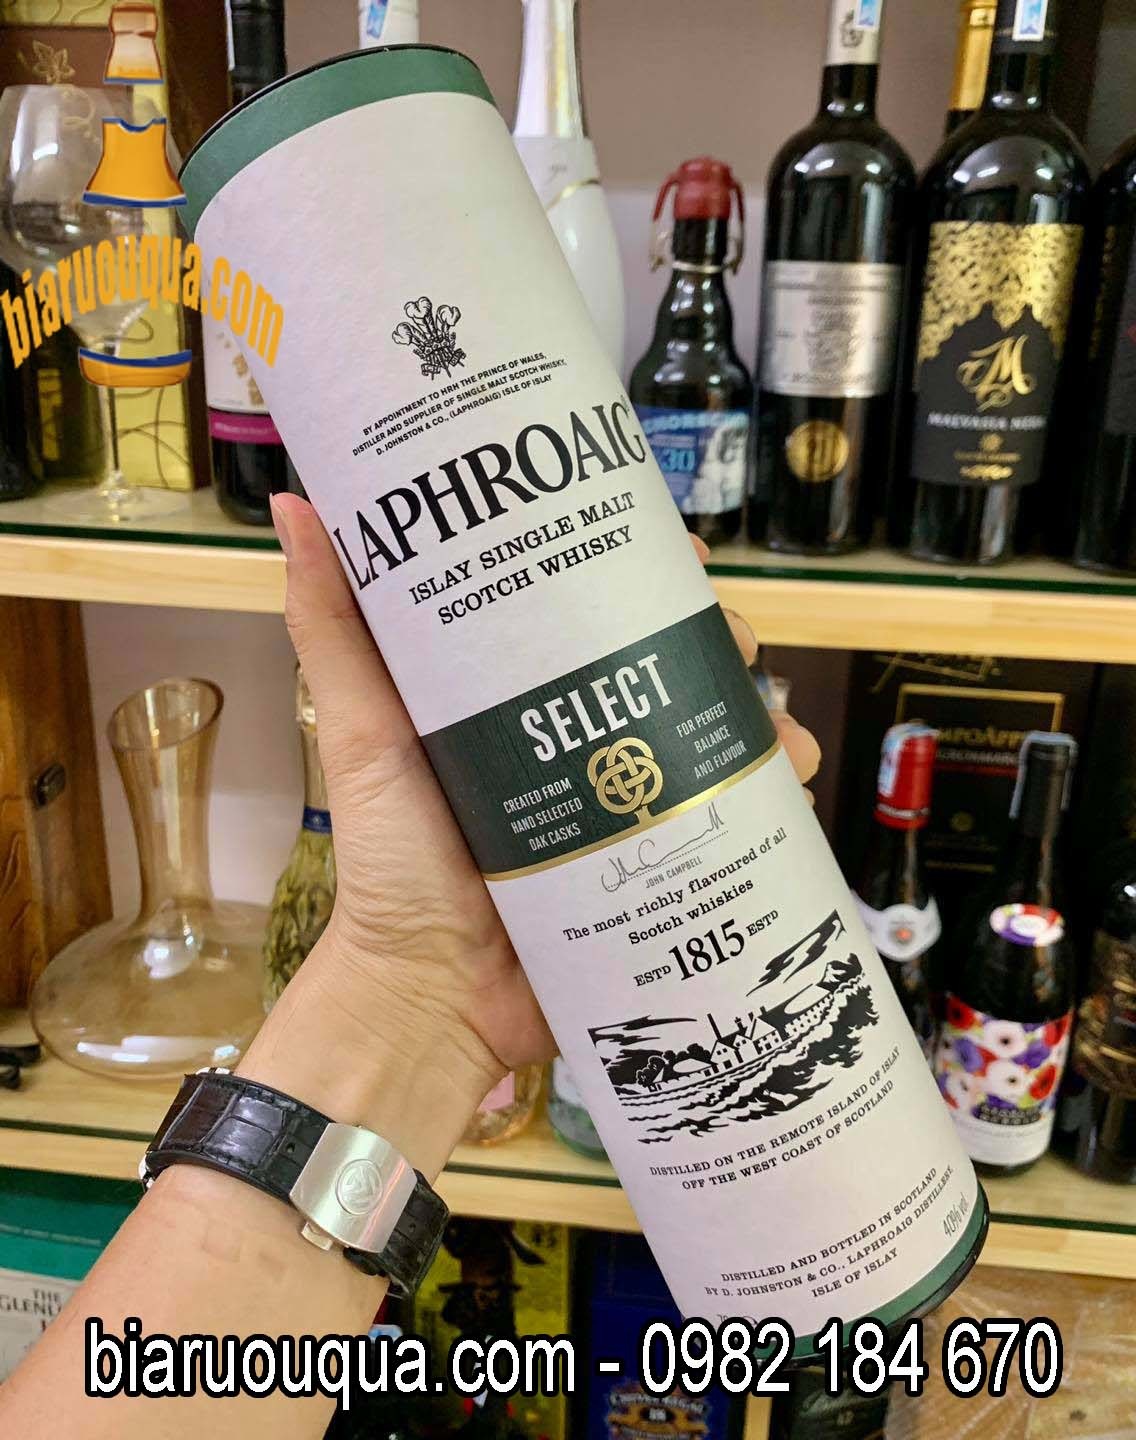 biaruouqua.com
BY APPOINTMENT TO HRH THE PRINCE OF WALES,
DISTILLER AND SUPPLIER OF SINGLE MALT SCOTCH WHISKY,
D. JOHNSTON & CO., (LAPHROAIG) ISLE OF ISLAY
LAPHROAIG
ISLAY SINGLE MALT
SCOTCH WHISKY
SELECT
CREATED FROM
HAND SELECTED
OAK CASKS
FOR PERFECT
BALANCE
AND FLAVOUR
JOHN CAMPBELL
The most richly flavoured of all
Scotch whiskies
ESTD 1815 ESTD
DISTILLED ON THE REMOTE ISLAND OF ISLAY
OFF THE WEST COAST OF SCOTLAND
DISTILLED AND BOTTLED IN SCOTLAND
BY D. JOHNSTON & CO., LAPHROAIG DISTILLERY,
ISLE OF ISLAY
40% vol
M
MALVASIA NERA
30
THE
biaruouqua.com - 0982 184 670